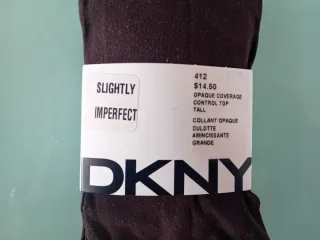 SLIGHTLY
IMPERFECT
412
$14.50
OPAQUE COVERAGE
CONTROL TOP
TALL
COLLANT OPAQUE
CULOTTE
AMINCISSANTE
GRANDE
DKNY